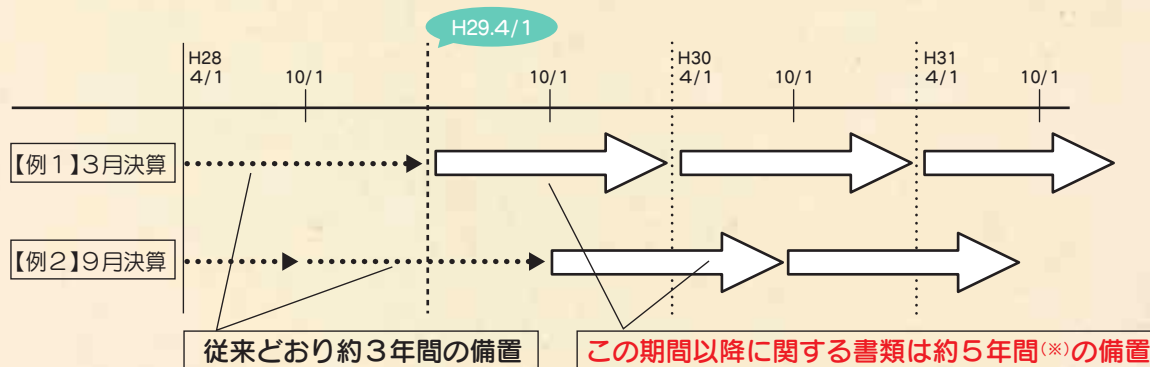 H29.4/1
H28
4/1
10/1
10/1
H30
4/1
10/1
H31
4/1
10/1
【例1】3月決算
【例2】9月決算
従来どおり約3年間の備置
この期間以降に関する書類は約5年間(※)の備置